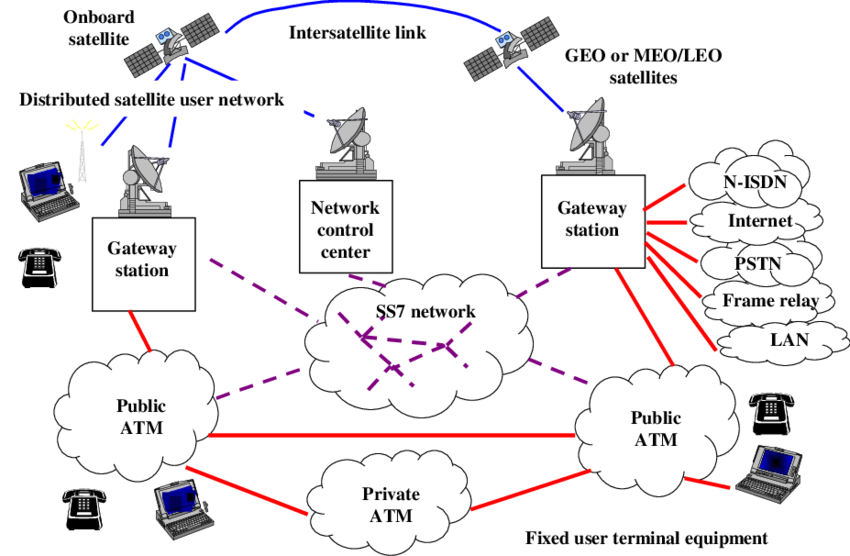 Onboard
satellite
Intersatellite link
GEO or MEO/LEO
satellites
Distributed satellite user network
N-ISDN
Internet
PSTN
Frame relay
LAN
Gateway
station
Network
control
center
Gateway
station
SS7 network
Public
ATM
Public
ATM
Private
ATM
Fixed user terminal equipment